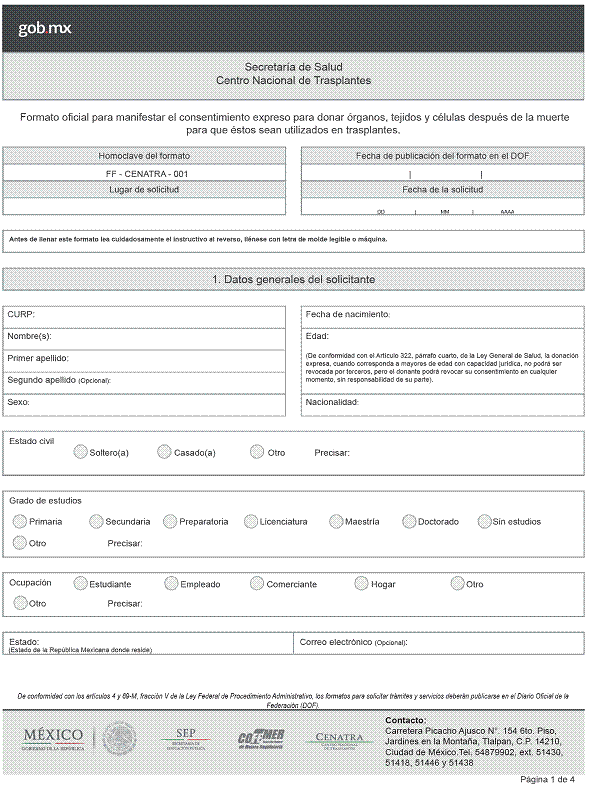 gob.mx
Secretaría de Salud
Centro Nacional de Trasplantes
Formato oficial para manifestar el consentimiento expreso para donar órganos, tejidos y células después de la muerte
para que éstos sean utilizados en trasplantes.
Homoclave del formato
Fecha de publicación del formato en el DOF
FF - CENATRA - 001
| |
Lugar de solicitud
Fecha de la solicitud
DD | MM | AAAA
Antes de llenar este formato lea cuidadosamente el instructivo al reverso, llénese con letra de molde legible o máquina.
1. Datos generales del solicitante
CURP:
Nombre(s):
Primer apellido:
Segundo apellido (Opcional):
Sexo:
Fecha de nacimiento:
Edad:
(De conformidad con el Artículo 322, párrafo cuarto, de la Ley General de Salud, la donación
expresa, cuando corresponda a mayores de edad con capacidad jurídica, no podrá ser
revocada por terceros, pero el donante podrá revocar su consentimiento en cualquier
momento, sin responsabilidad de su parte).
Nacionalidad:
Estado civil
Soltero(a) Casado(a) Otro Precisar:
Grado de estudios
Primaria Secundaria Preparatoria Licenciatura Maestría Doctorado Sin estudios
Otro Precisar:
Ocupación Estudiante Empleado Comerciante Hogar Otro
Otro Precisar:
Estado:
(Estado de la República Mexicana donde reside)
Correo electrónico (Opcional):
De conformidad con los artículos 4 y 69-M, fracción V de la Ley Federal de Procedimiento Administrativo, los formatos para solicitar trámites y servicios deberán publicarse en el Diario Oficial de la
Federación (DOF).
MÉXICO
GOBIERNO DE LA REPÚBLICA
SEP
SECRETARÍA DE
EDUCACIÓN PÚBLICA
de Mejora Regulatoria
CENATRA
CENTRO NACIONAL
DE TRASPLANTES
Contacto:
Carretera Picacho Ajusco N°. 154 6to. Piso,
Jardines en la Montaña, Tlalpan, C.P. 14210,
Ciudad de México.Tel. 54879902, ext. 51430,
51418, 51446 y 51438
Página 1 de 4